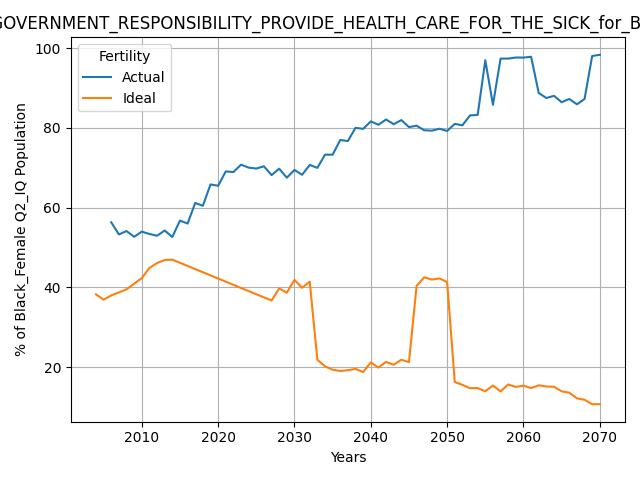 GOVERNMENT_RESPONSIBILITY_PROVIDE_HEALTH_CARE_FOR_THE_SICK_for_B
Fertility
Actual
Ideal
% of Black_Female Q2_IQ Population
100
80
60
40
20
2010 2020 2030 2040 2050 2060 2070
Years